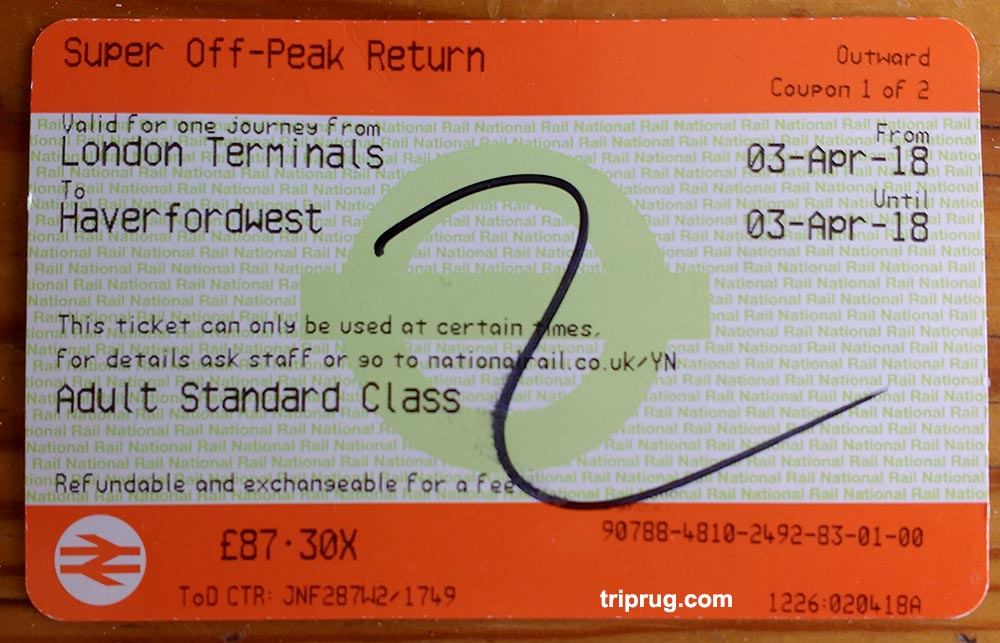 Super Off-Peak Return
Outward
Coupon 1 of 2
Valid for one journey from
London Terminals
From
03-Apr-18
To
Haverfordwest
Until
03-Apr-18
This ticket can only be used at certain times.
For details ask staff or go to nationalrail.co.uk/YN
Adult Standard Class
Refundable and exchangeable for a fee
£87·30X
90788-4810-2492-83-01-00
ToD CTR: JNF287W2/1749
triprug.com
1226:020418A